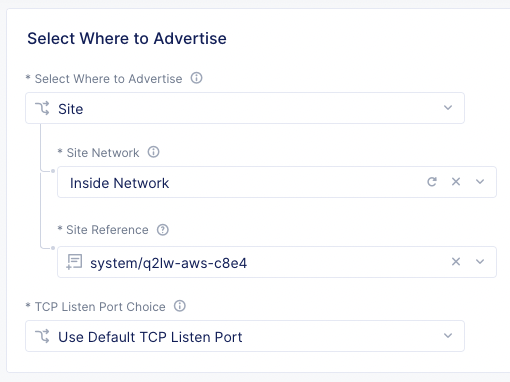 Select Where to Advertise
* Select Where to Advertise
Site
* Site Network
Inside Network
* Site Reference
system/q2lw-aws-c8e4
* TCP Listen Port Choice
Use Default TCP Listen Port